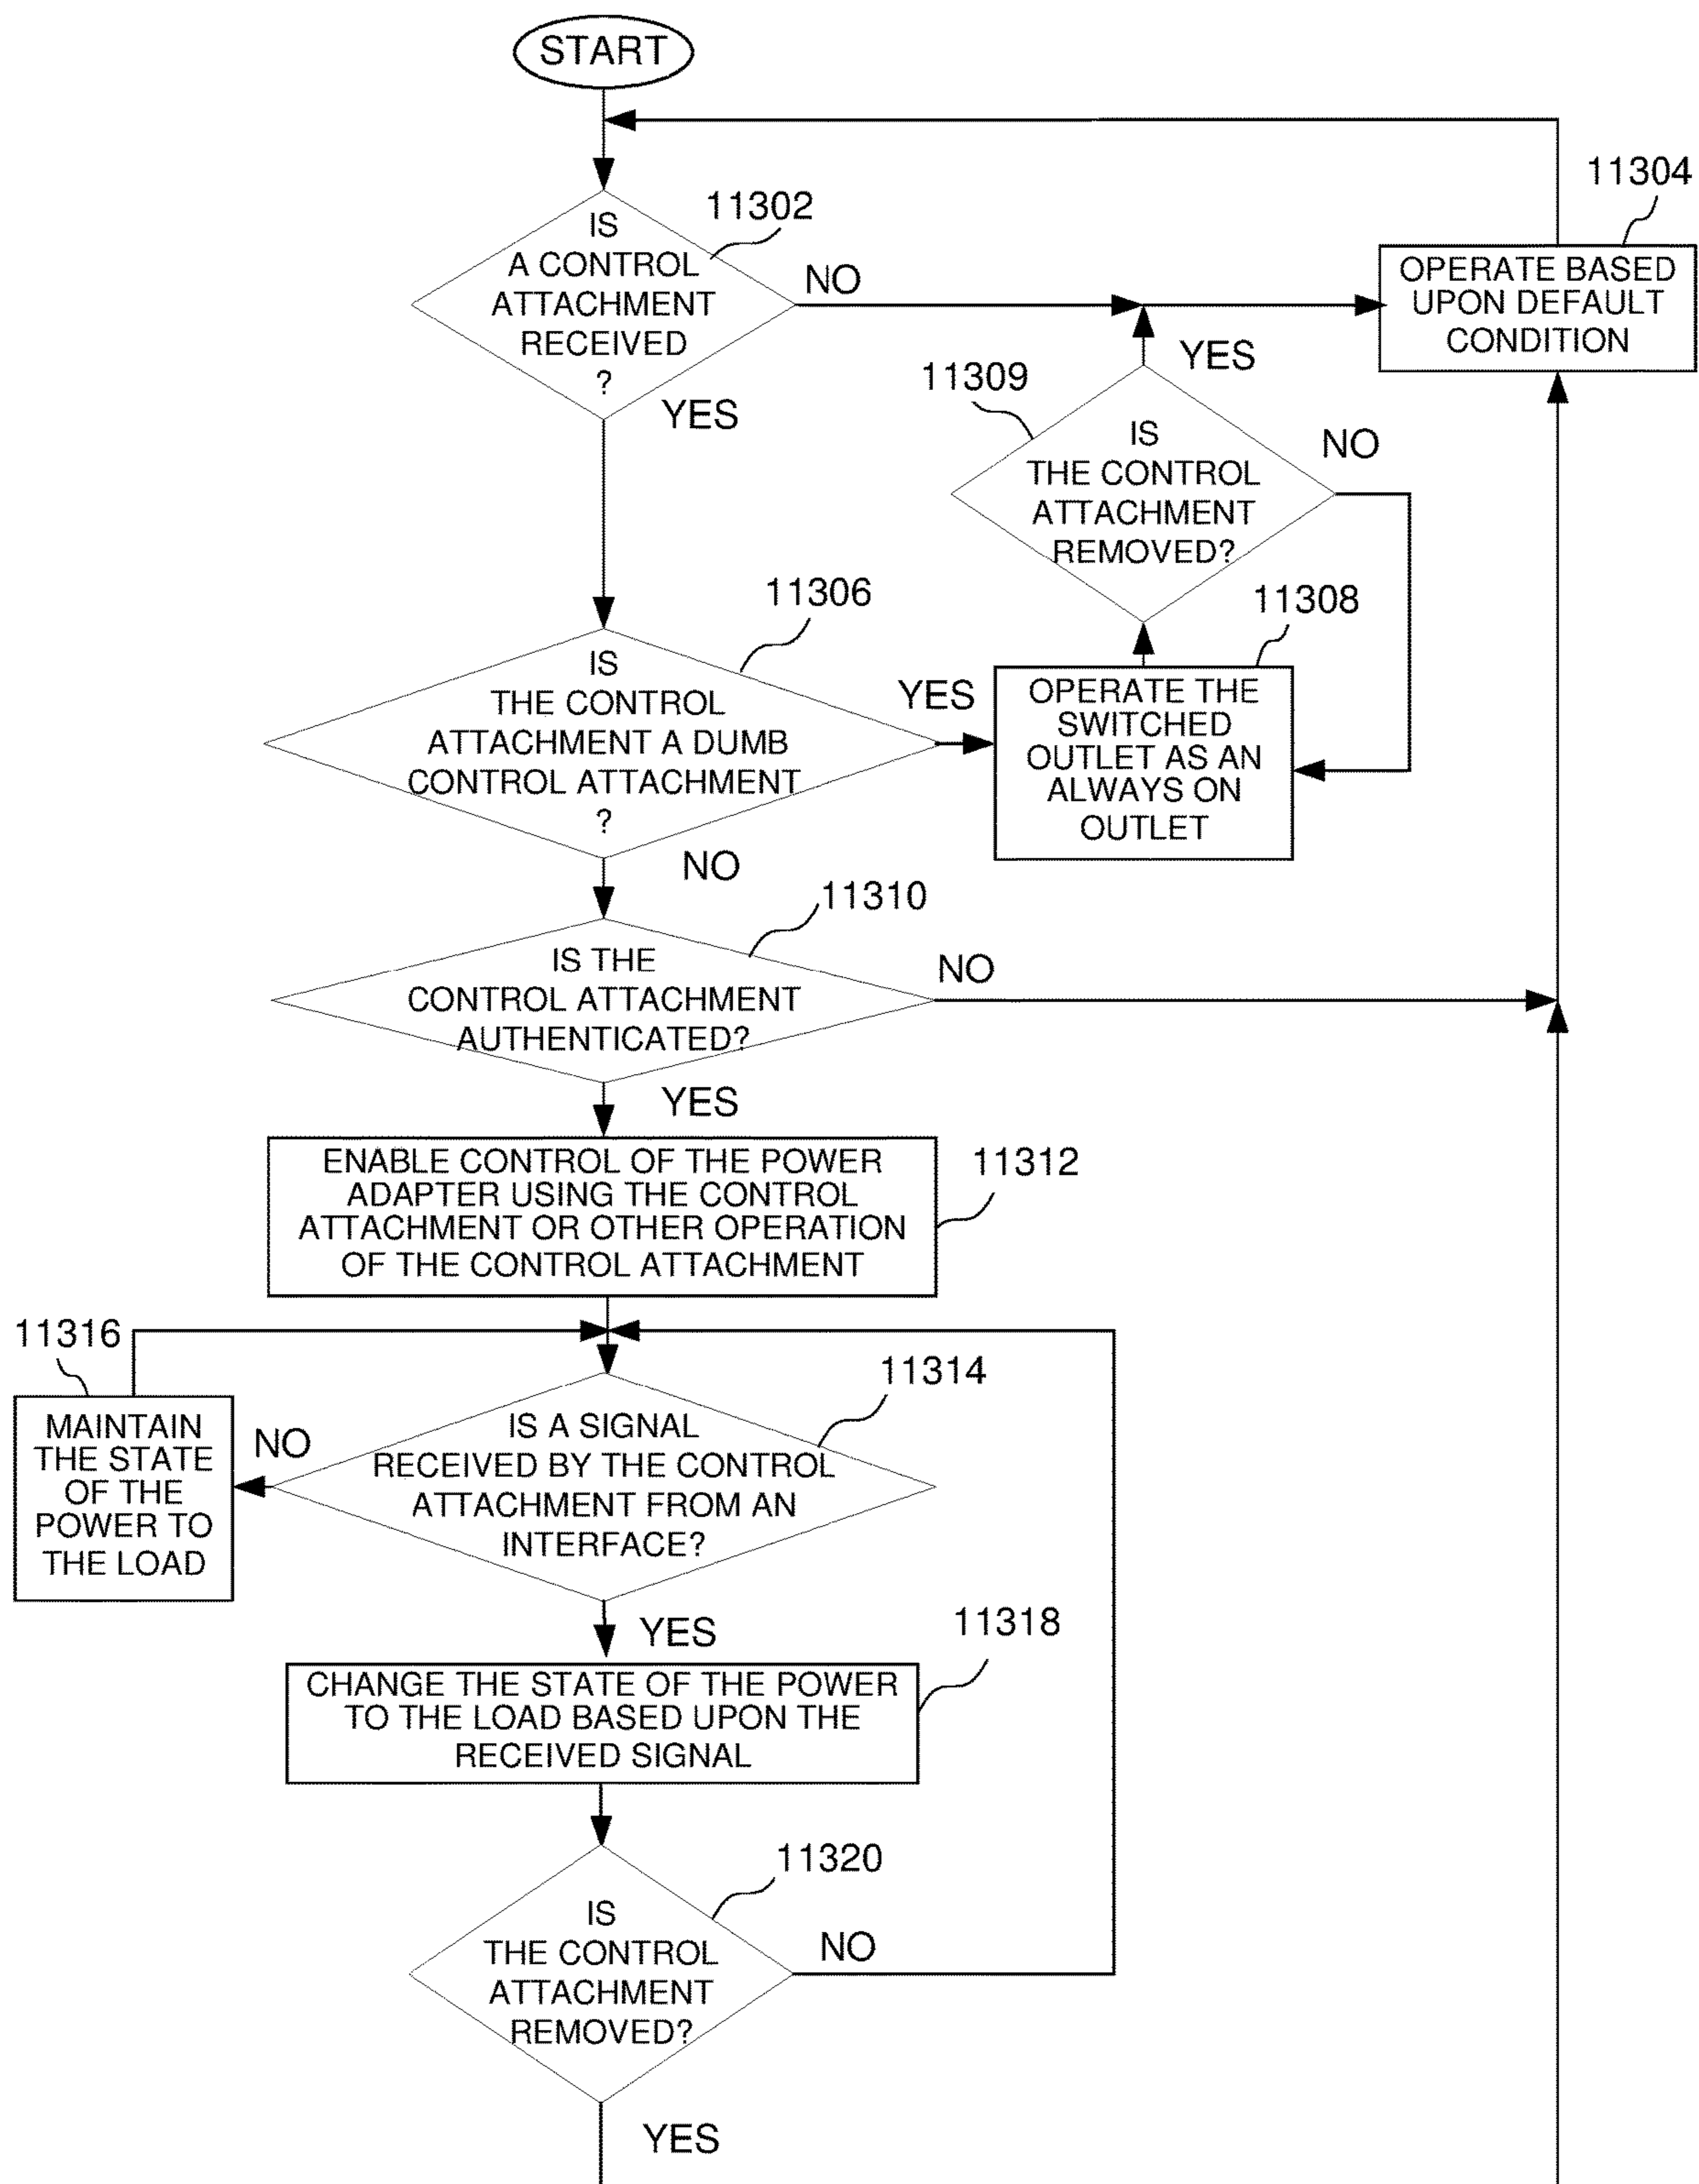 START
11302
11304
IS
A CONTROL
ATTACHMENT
RECEIVED
?
NO
YES
OPERATE BASED
UPON DEFAULT
CONDITION
11309
YES
IS
THE CONTROL
ATTACHMENT
REMOVED?
NO
11306
11308
IS
THE CONTROL
ATTACHMENT A DUMB
CONTROL ATTACHMENT
?
YES
NO
OPERATE THE
SWITCHED
OUTLET AS AN
ALWAYS ON
OUTLET
11310
IS THE
CONTROL ATTACHMENT
AUTHENTICATED?
NO
YES
ENABLE CONTROL OF THE POWER
ADAPTER USING THE CONTROL
ATTACHMENT OR OTHER OPERATION
OF THE CONTROL ATTACHMENT
11312
11316
11314
MAINTAIN
THE STATE
OF THE
POWER TO
THE LOAD
NO
IS A SIGNAL
RECEIVED BY THE CONTROL
ATTACHMENT FROM AN
INTERFACE?
YES
11318
CHANGE THE STATE OF THE POWER
TO THE LOAD BASED UPON THE
RECEIVED SIGNAL
11320
IS
THE CONTROL
ATTACHMENT
REMOVED?
NO
YES